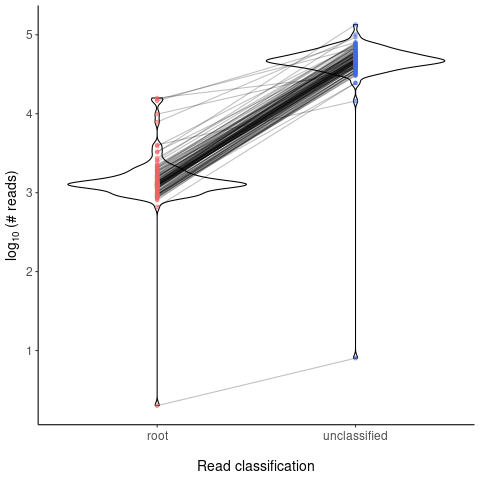 5
4
3
2
1
log₁₀ (# reads)
root unclassified
Read classification